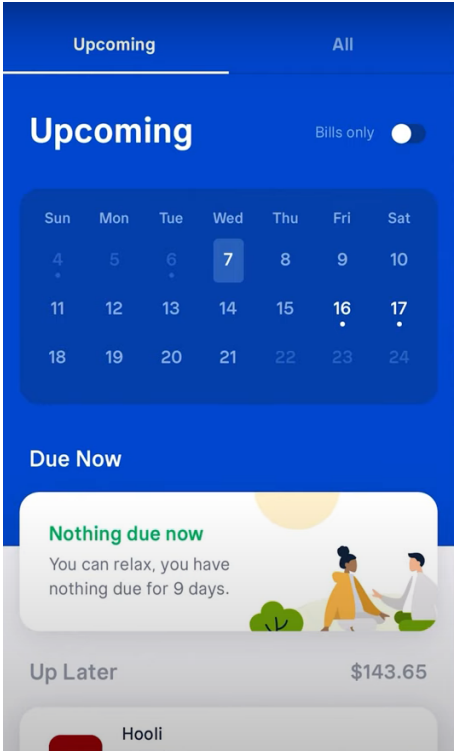 Upcoming All
Upcoming Bills only
Sun Mon Tue Wed Thu Fri Sat
4 5 6 7 8 9 10
11 12 13 14 15 16 17
18 19 20 21 22 23 24
Due Now
Nothing due now
You can relax, you have
nothing due for 9 days.
Up Later $143.65
Hooli